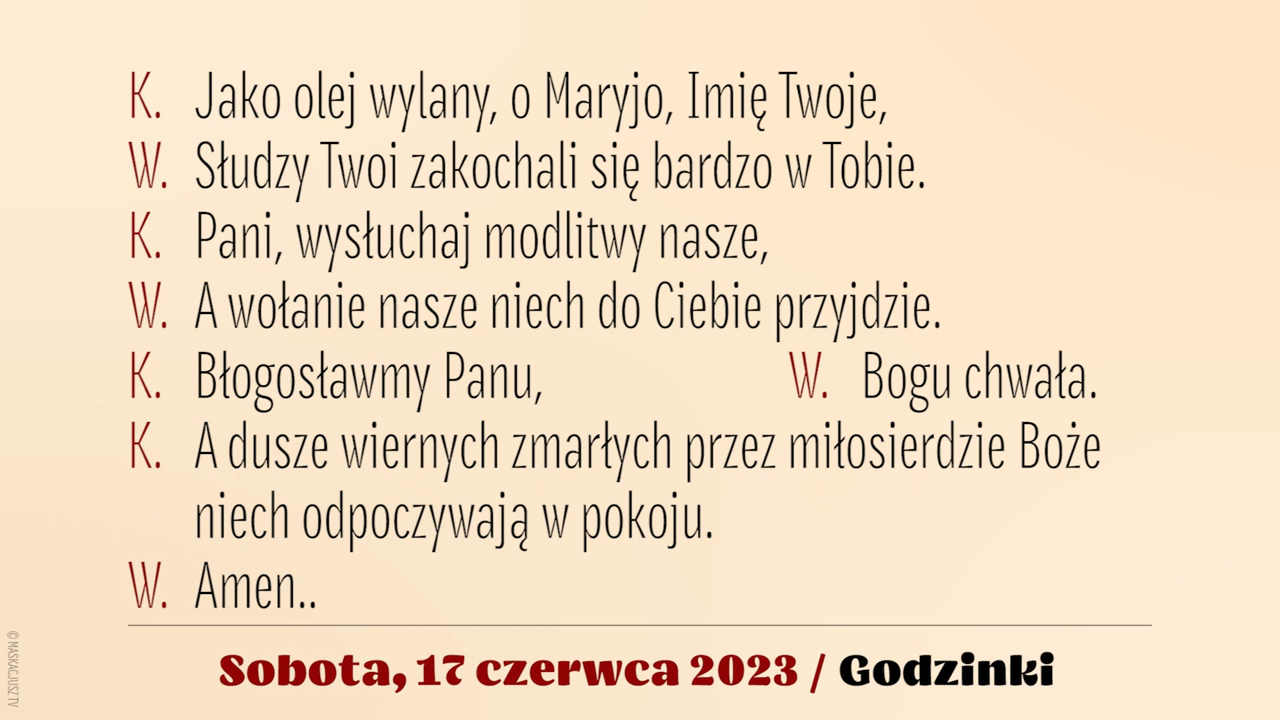 K. Jako olej wylany, o Maryjo, Imię Twoje,
W. Słudzy Twoi zakochali się bardzo w Tobie.
K. Pani, wysłuchaj modlitwy nasze,
W. A wołanie nasze niech do Ciebie przyjdzie.
K. Błogosławmy Panu, W. Bogu chwała.
K. A dusze wiernych zmarłych przez miłosierdzie Boże
niech odpoczywają w pokoju.
W. Amen..
Sobota, 17 czerwca 2023 / Godzinki
© MASKACJUSZ TV